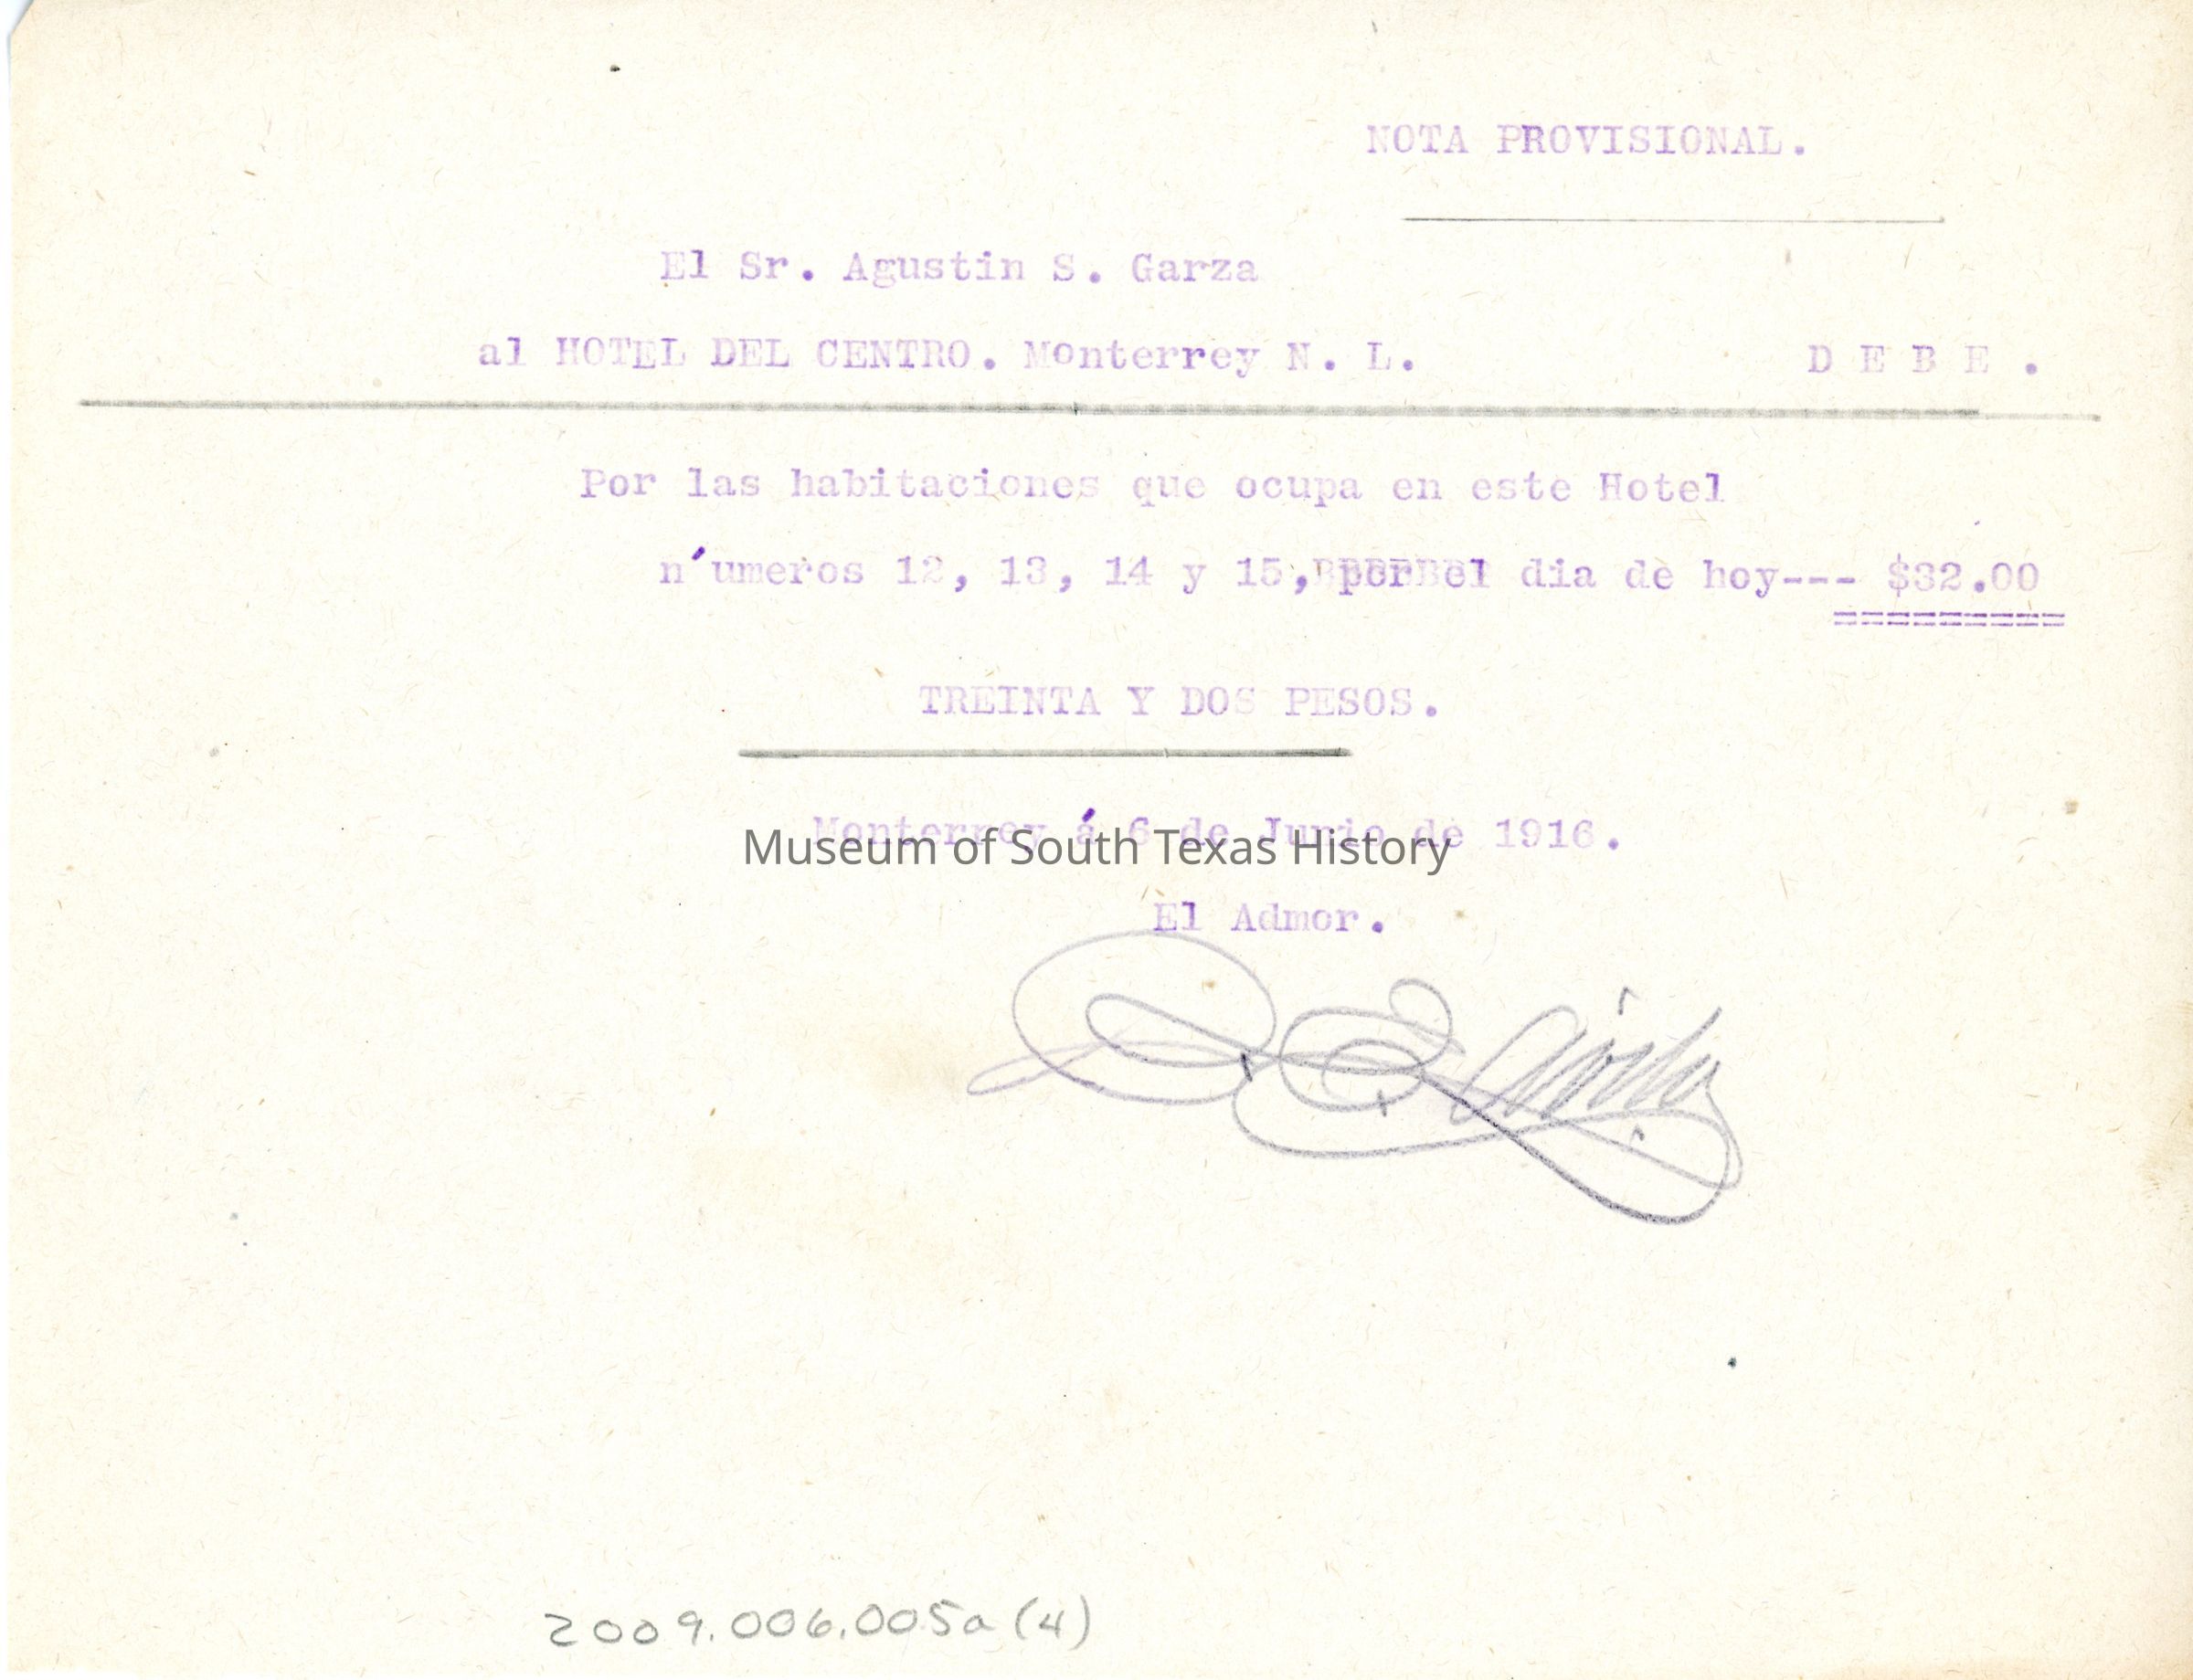 NOTA PROVISIONAL.
El Sr. Agustin S. Garza
al HOTEL DEL CENTRO. Monterrey N. L. D E B E .
Por las habitaciones que ocupa en este Hotel
n´umeros 12, 13, 14 y 15, por el dia de hoy--- $32.00
=========
TREINTA Y DOS PESOS.
Monterrey á 6 de Junio de 1916.
Museum of South Texas History
El Admor.
2009.006.005a (4)